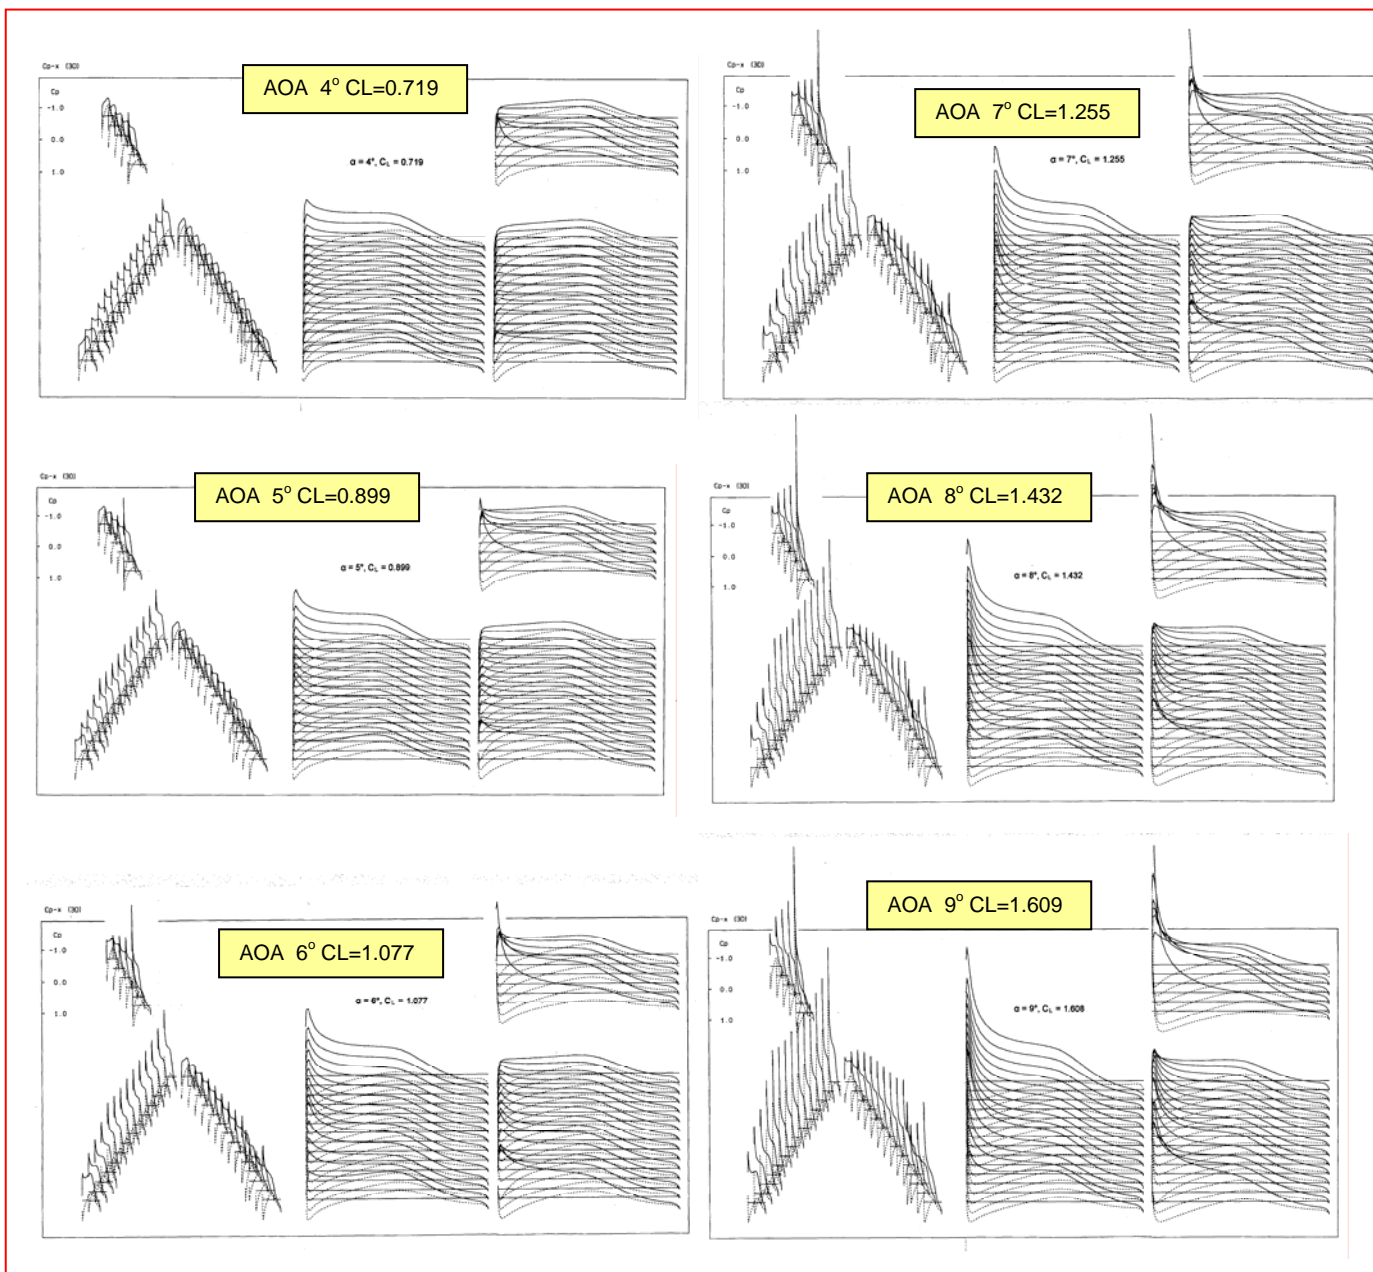 Cp-x (3D)
AOA 4° CL=0.719
Cp
-1.0
0.0
1.0
α = 4°, CL = 0.719
Cp-x (3D)
AOA 7° CL=1.255
Cp
-1.0
0.0
1.0
α = 7°, CL = 1.255
Cp-x (3D)
AOA 5° CL=0.899
Cp
-1.0
0.0
1.0
α = 5°, CL = 0.899
Cp-x (3D)
AOA 8° CL=1.432
Cp
-1.0
0.0
1.0
α = 8°, CL = 1.432
Cp-x (3D)
AOA 6° CL=1.077
Cp
-1.0
0.0
1.0
α = 6°, CL = 1.077
Cp-x (3D)
AOA 9° CL=1.609
Cp
-1.0
0.0
1.0
α = 9°, CL = 1.608